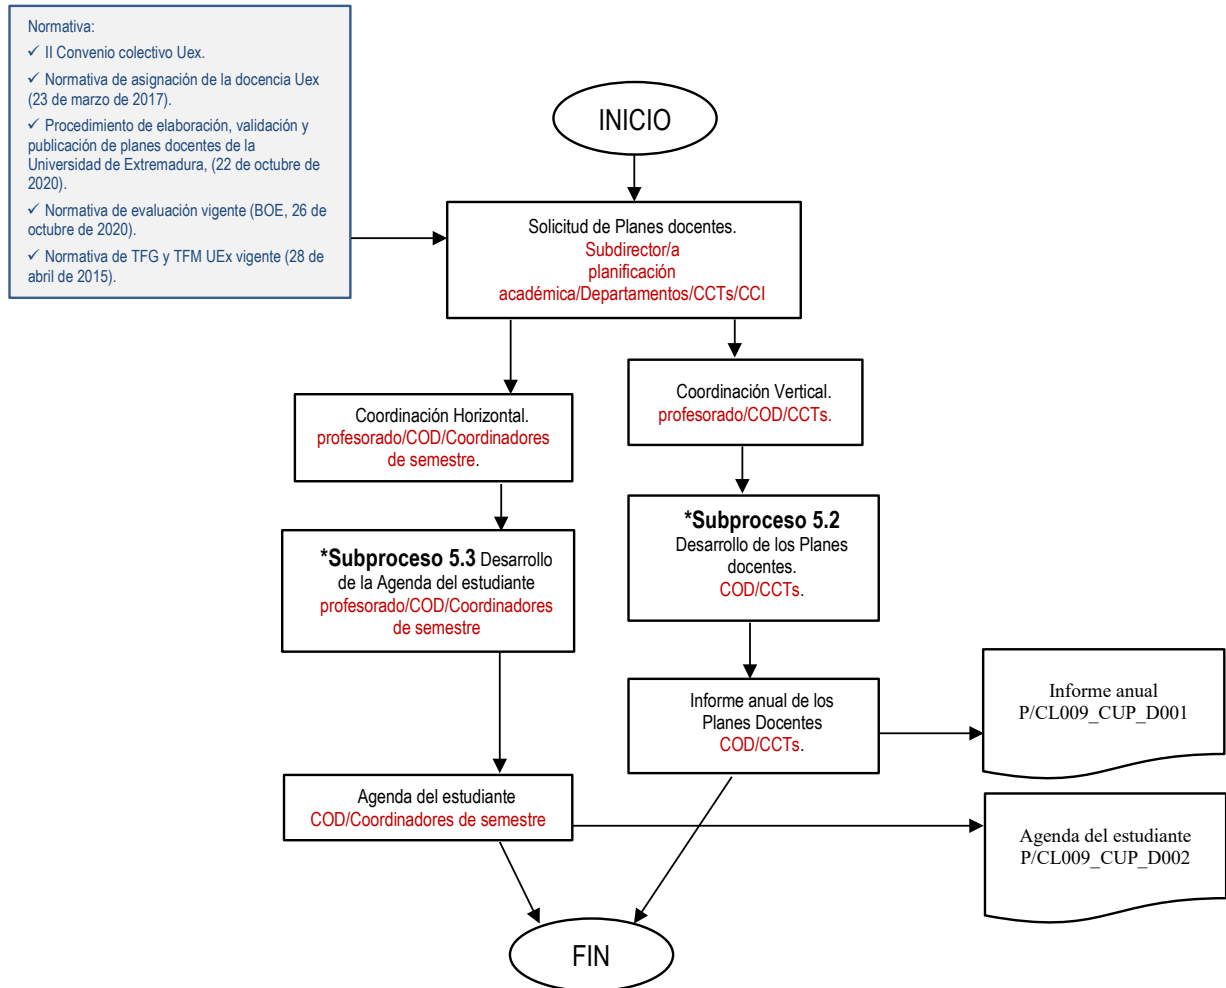 Normativa:
✓ II Convenio colectivo Uex.
✓ Normativa de asignación de la docencia Uex
(23 de marzo de 2017).
✓ Procedimiento de elaboración, validación y
publicación de planes docentes de la
Universidad de Extremadura, (22 de octubre de
2020).
✓ Normativa de evaluación vigente (BOE, 26 de
octubre de 2020).
✓ Normativa de TFG y TFM UEx vigente (28 de
abril de 2015).
INICIO
Solicitud de Planes docentes.
Subdirector/a
planificación
académica/Departamentos/CCTs/CCI
Coordinación Horizontal.
profesorado/COD/Coordinadores
de semestre.
Coordinación Vertical.
profesorado/COD/CCTs.
*Subproceso 5.3 Desarrollo
de la Agenda del estudiante
profesorado/COD/Coordinadores
de semestre
*Subproceso 5.2
Desarrollo de los Planes
docentes.
COD/CCTs.
Informe anual de los
Planes Docentes
COD/CCTs.
Informe anual
P/CL009_CUP_D001
Agenda del estudiante
COD/Coordinadores de semestre
Agenda del estudiante
P/CL009_CUP_D002
FIN